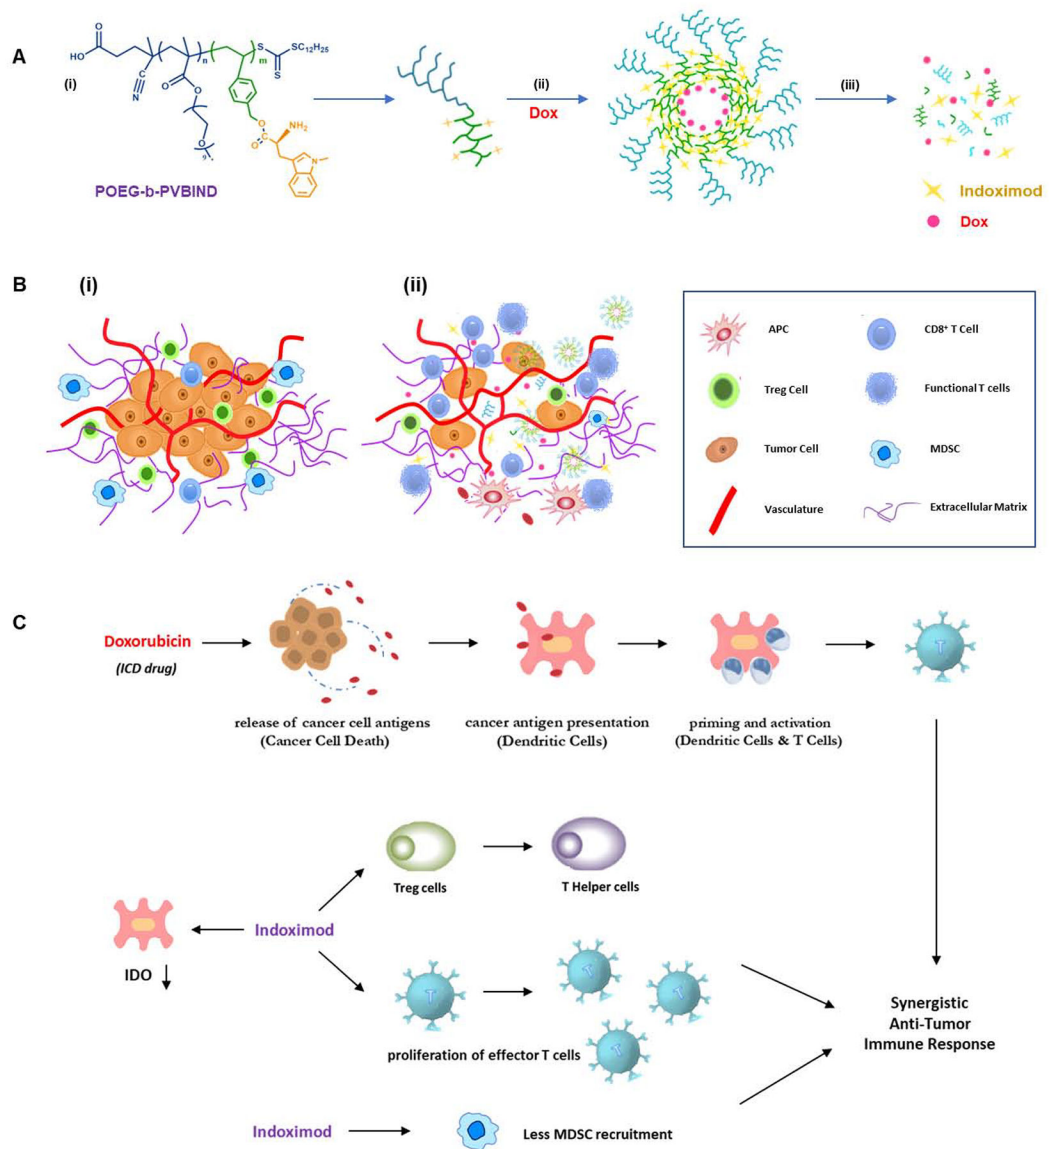 A
(i)
HO
O
O
N
n
m
S
S
SC₁₂H₂₅
O
O
O
9
O
C
O
NH₂
N
POEG-b-PVBIND
(ii)
Dox
(iii)
Indoximod
Dox
B
(i)
(ii)
APC
CD8⁺ T Cell
Treg Cell
Functional T cells
Tumor Cell
MDSC
Vasculature
Extracellular Matrix
C
Doxorubicin
(ICD drug)
release of cancer cell antigens
(Cancer Cell Death)
cancer antigen presentation
(Dendritic Cells)
priming and activation
(Dendritic Cells & T Cells)
T
Treg cells
T Helper cells
Indoximod
IDO
T
T
T
T
proliferation of effector T cells
Synergistic
Anti-Tumor
Immune Response
Indoximod
Less MDSC recruitment